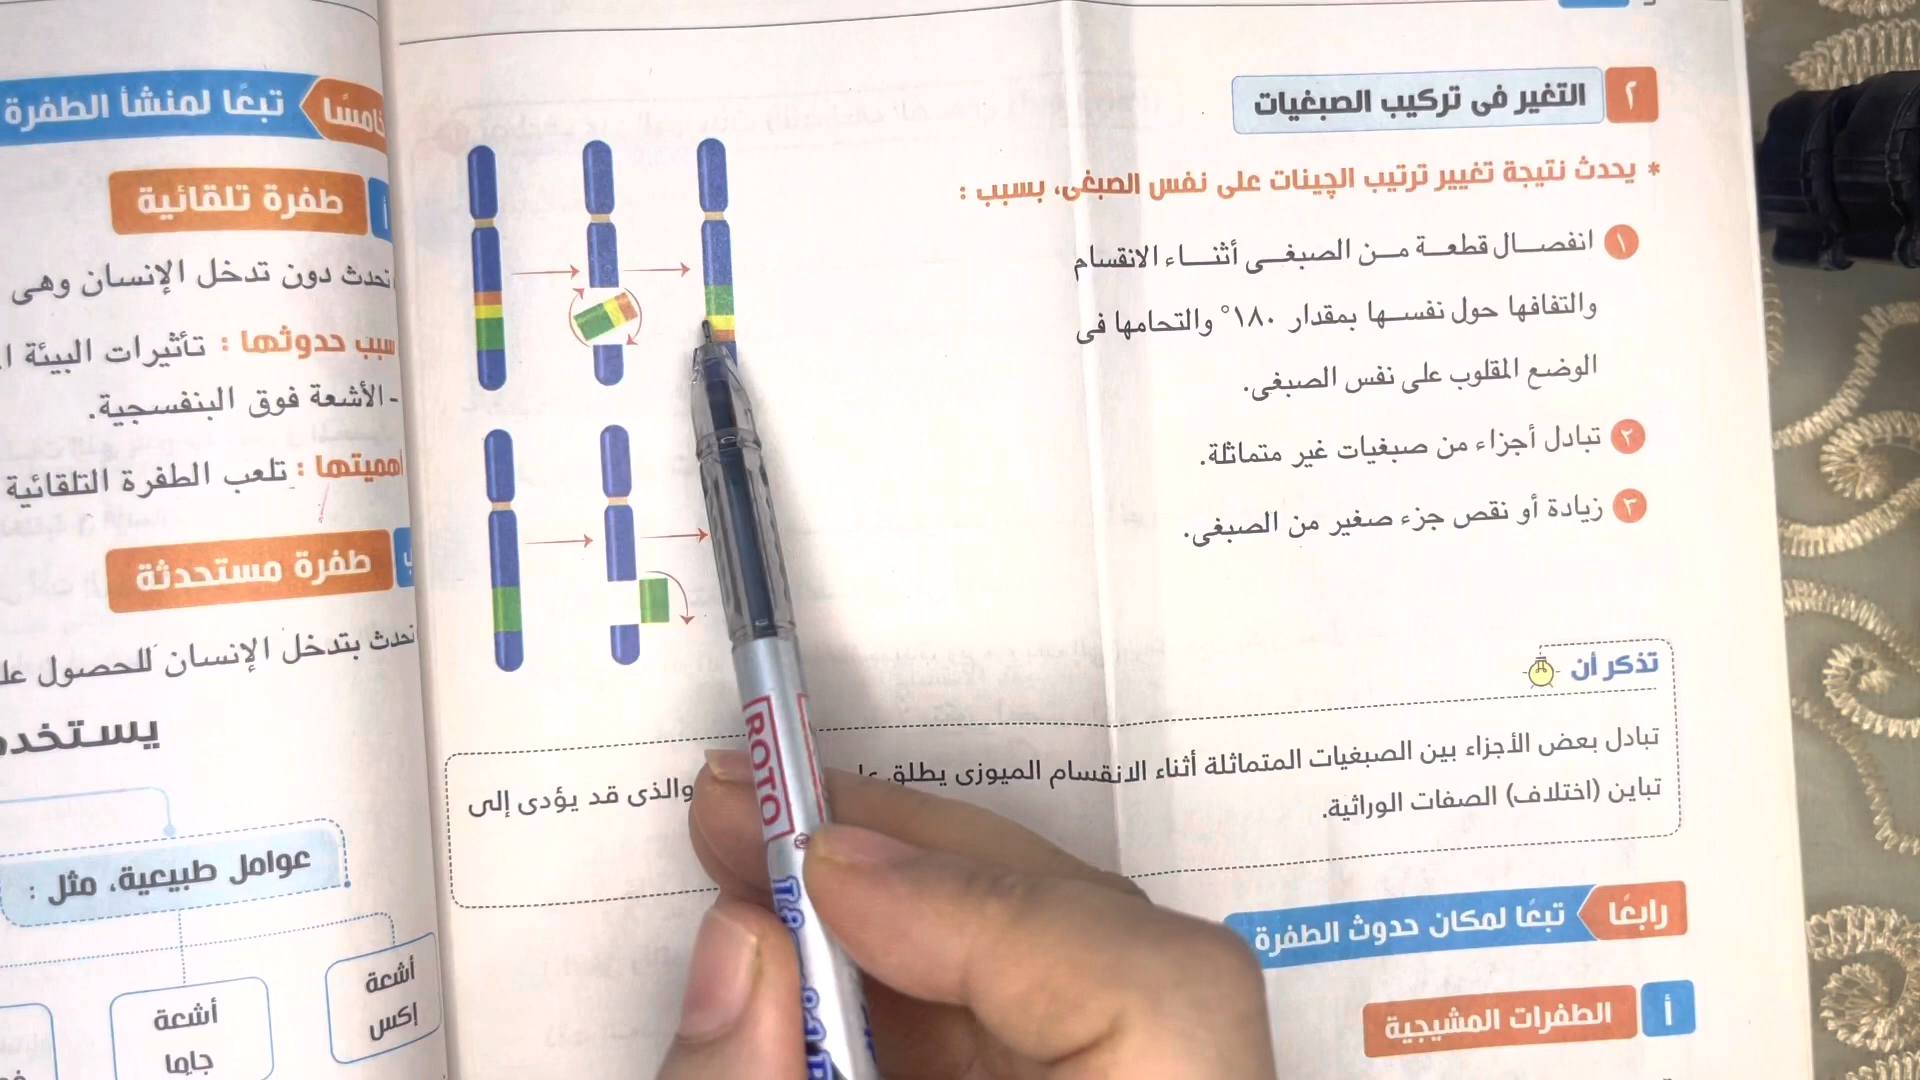 ٢ التغير فى تركيب الصبغيات
* يحدث نتيجة تغيير ترتيب الچينات على نفس الصبغى، بسبب :
١ انفصال قطعة من الصبغى أثناء الانقسام
والتفافها حول نفسها بمقدار ١٨٠° والتحامها فى
الوضع المقلوب على نفس الصبغى.
٢ تبادل أجزاء من صبغيات غير متماثلة.
٣ زيادة أو نقص جزء صغير من الصبغى.
تذكر أن
تبادل بعض الأجزاء بين الصبغيات المتماثلة أثناء الانقسام الميوزى يطلق والذى قد يؤدى إلى
تباين (اختلاف) الصفات الوراثية.
رابعًا تبعًا لمكان حدوث الطفرة
أ الطفرات المشيجية
خامسًا تبعًا لمنشأ الطفرة
أ طفرة تلقائية
تحدث دون تدخل الإنسان وهى
سبب حدوثها : تأثيرات البيئة
- الأشعة فوق البنفسجية.
أهميتها : تلعب الطفرة التلقائية
ب طفرة مستحدثة
تحدث بتدخل الإنسان للحصول
عوامل طبيعية، مثل :
أشعة
إكس
أشعة
جاما
ROTO